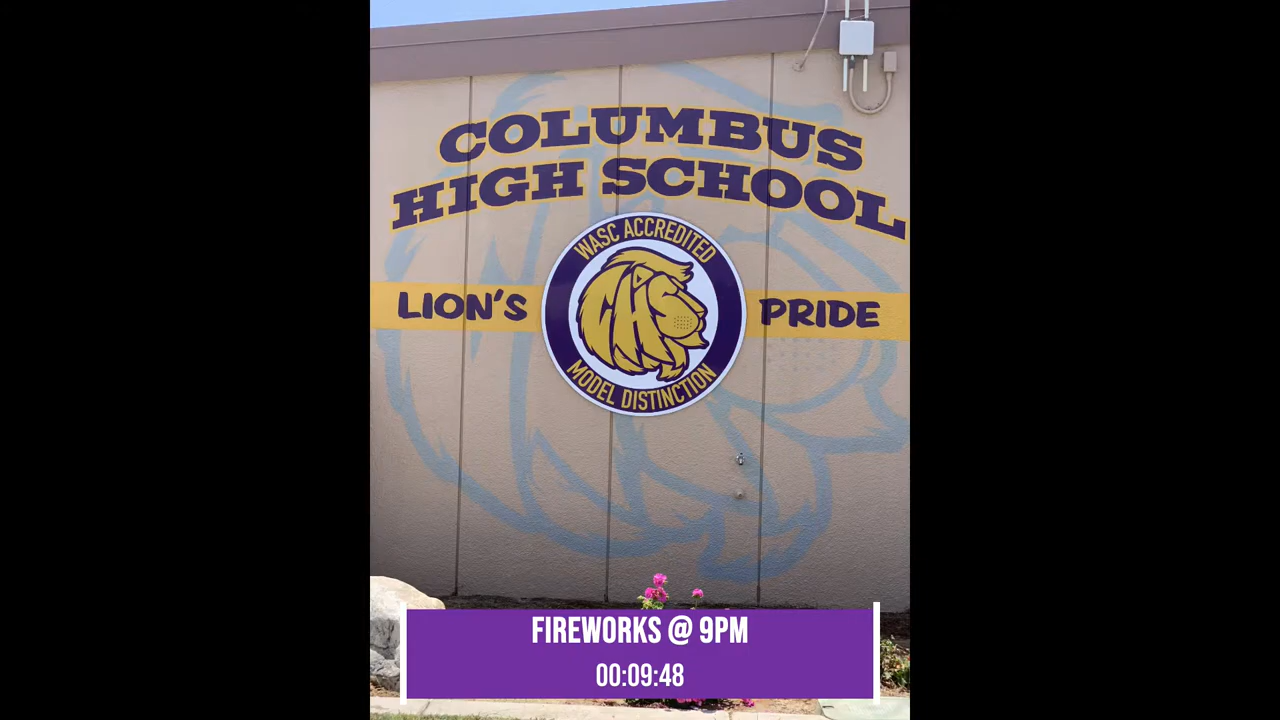 COLUMBUS
HIGH SCHOOL
WASC ACCREDITED
LION'S
CHS
PRIDE
MODEL DISTINCTION
FIREWORKS @ 9PM
00:09:48